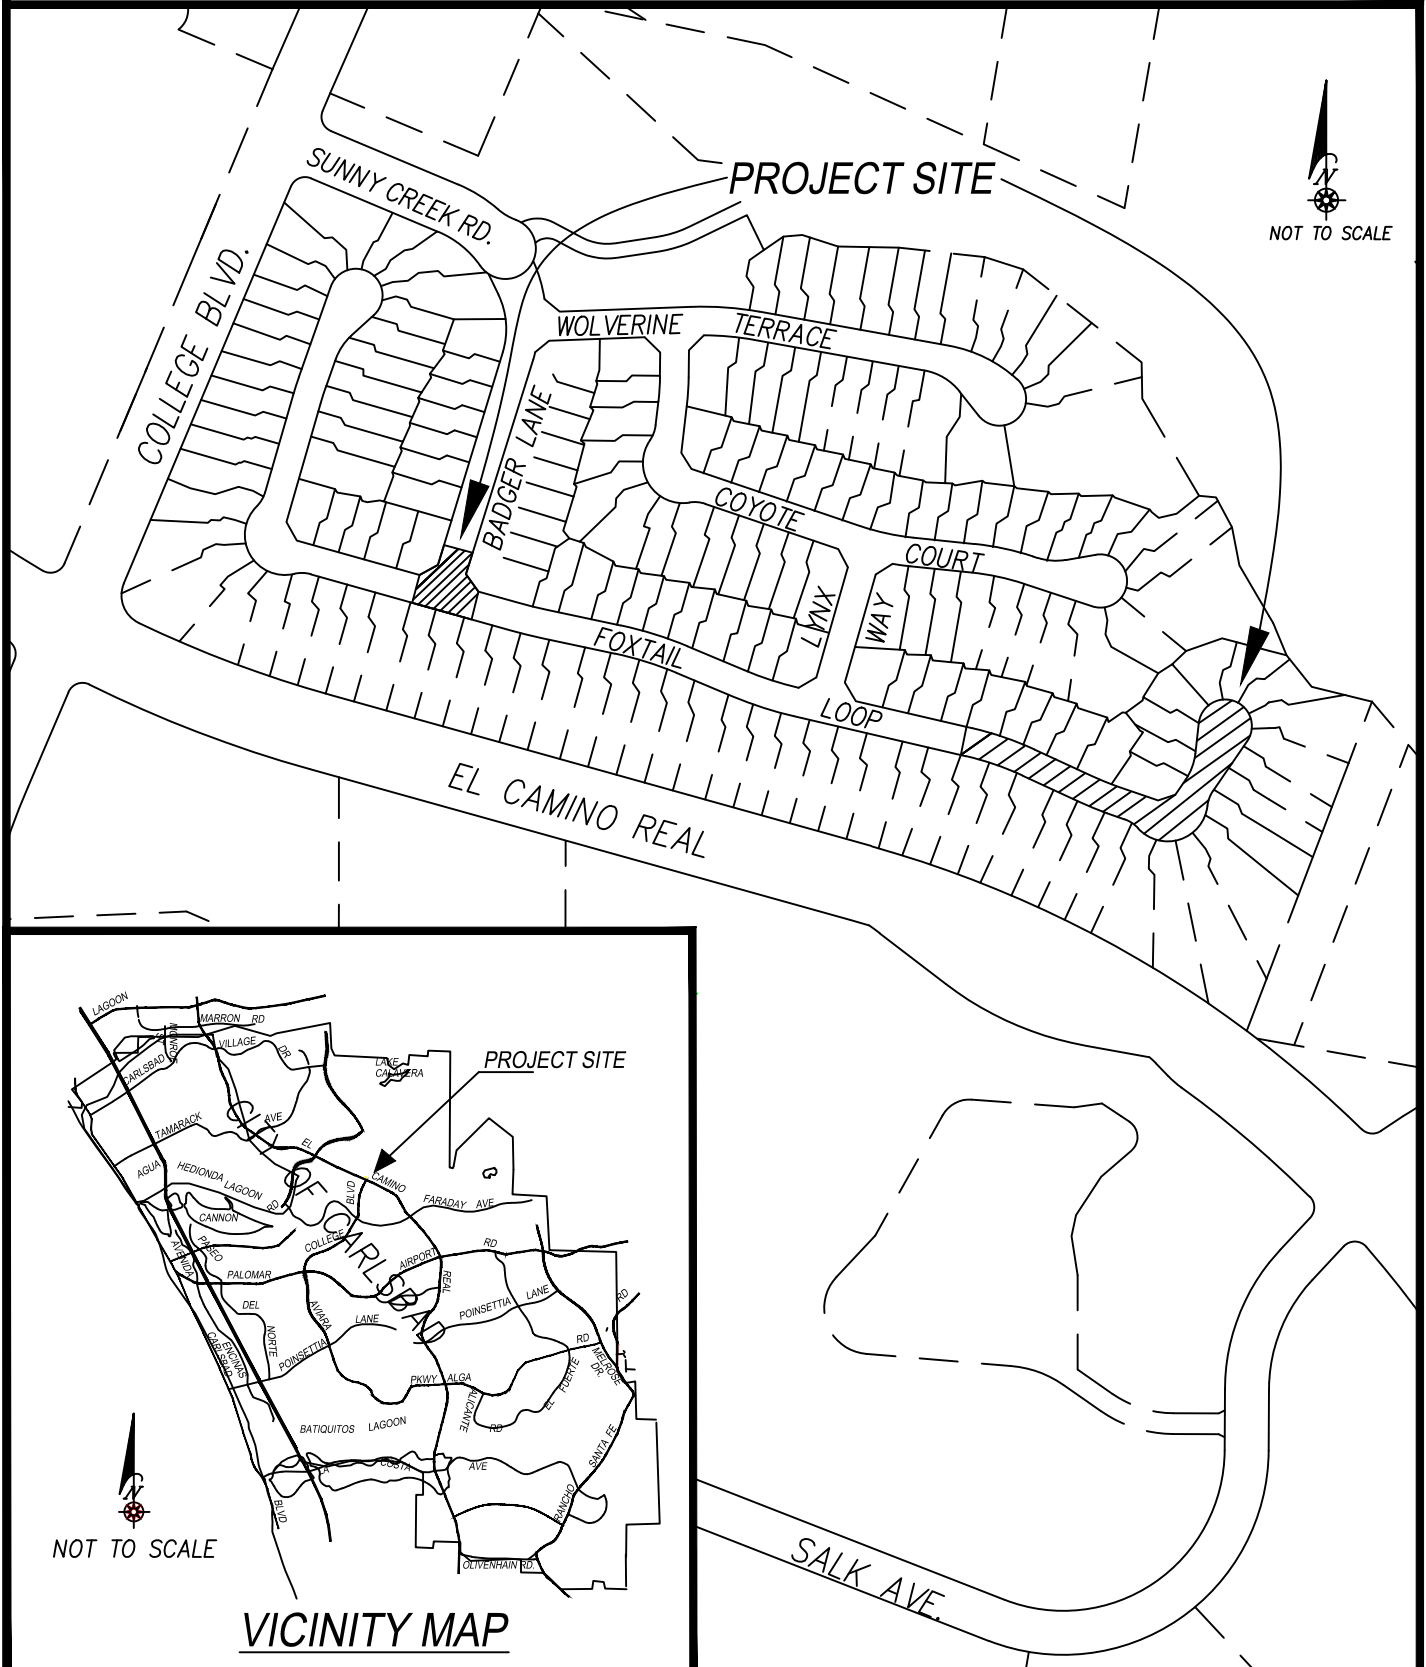 PROJECT SITE
N
NOT TO SCALE
SUNNY CREEK RD.
COLLEGE BLVD.
WOLVERINE TERRACE
BADGER LANE
COYOTE COURT
LYNX WAY
FOXTAIL LOOP
EL CAMINO REAL
SALK AVE.
LAGOON
MARRON RD
MONROE
ST
CARLSBAD VILLAGE DR
LAKE
CALAVERA
PROJECT SITE
TAMARACK AVE
EL CAMINO REAL
CITY OF CARLSBAD
AGUA HEDIONDA LAGOON
CANNON RD
COLLEGE BLVD
FARADAY AVE
AVENIDA ENCINAS
PASEO DEL NORTE
PALOMAR AIRPORT RD
AVIARA PKWY
POINSETTIA LANE
POINSETTIA LANE
RD
MELROSE
DR.
ALGA RD
EL FUERTE
ALICANTE RD
CARLSBAD BLVD
BATIQUITOS LAGOON
LA COSTA AVE
RANCHO SANTA FE
OLIVENHAIN RD.
N
NOT TO SCALE
VICINITY MAP